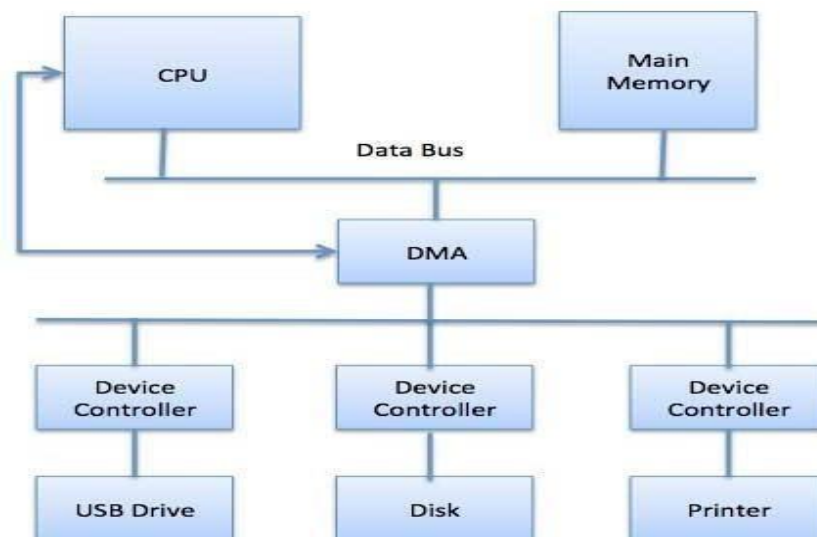 CPU
Main
Memory
Data Bus
DMA
Device
Controller
Device
Controller
Device
Controller
USB Drive
Disk
Printer